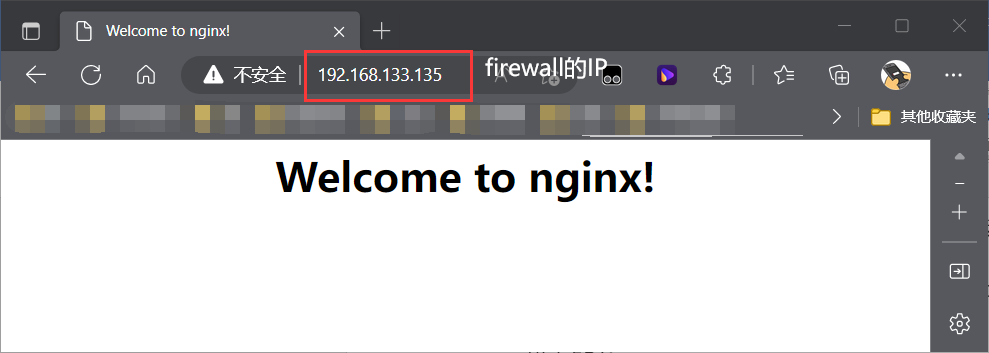 Welcome to nginx!
不安全
192.168.133.135
firewall的IP
其他收藏夹
Welcome to nginx!